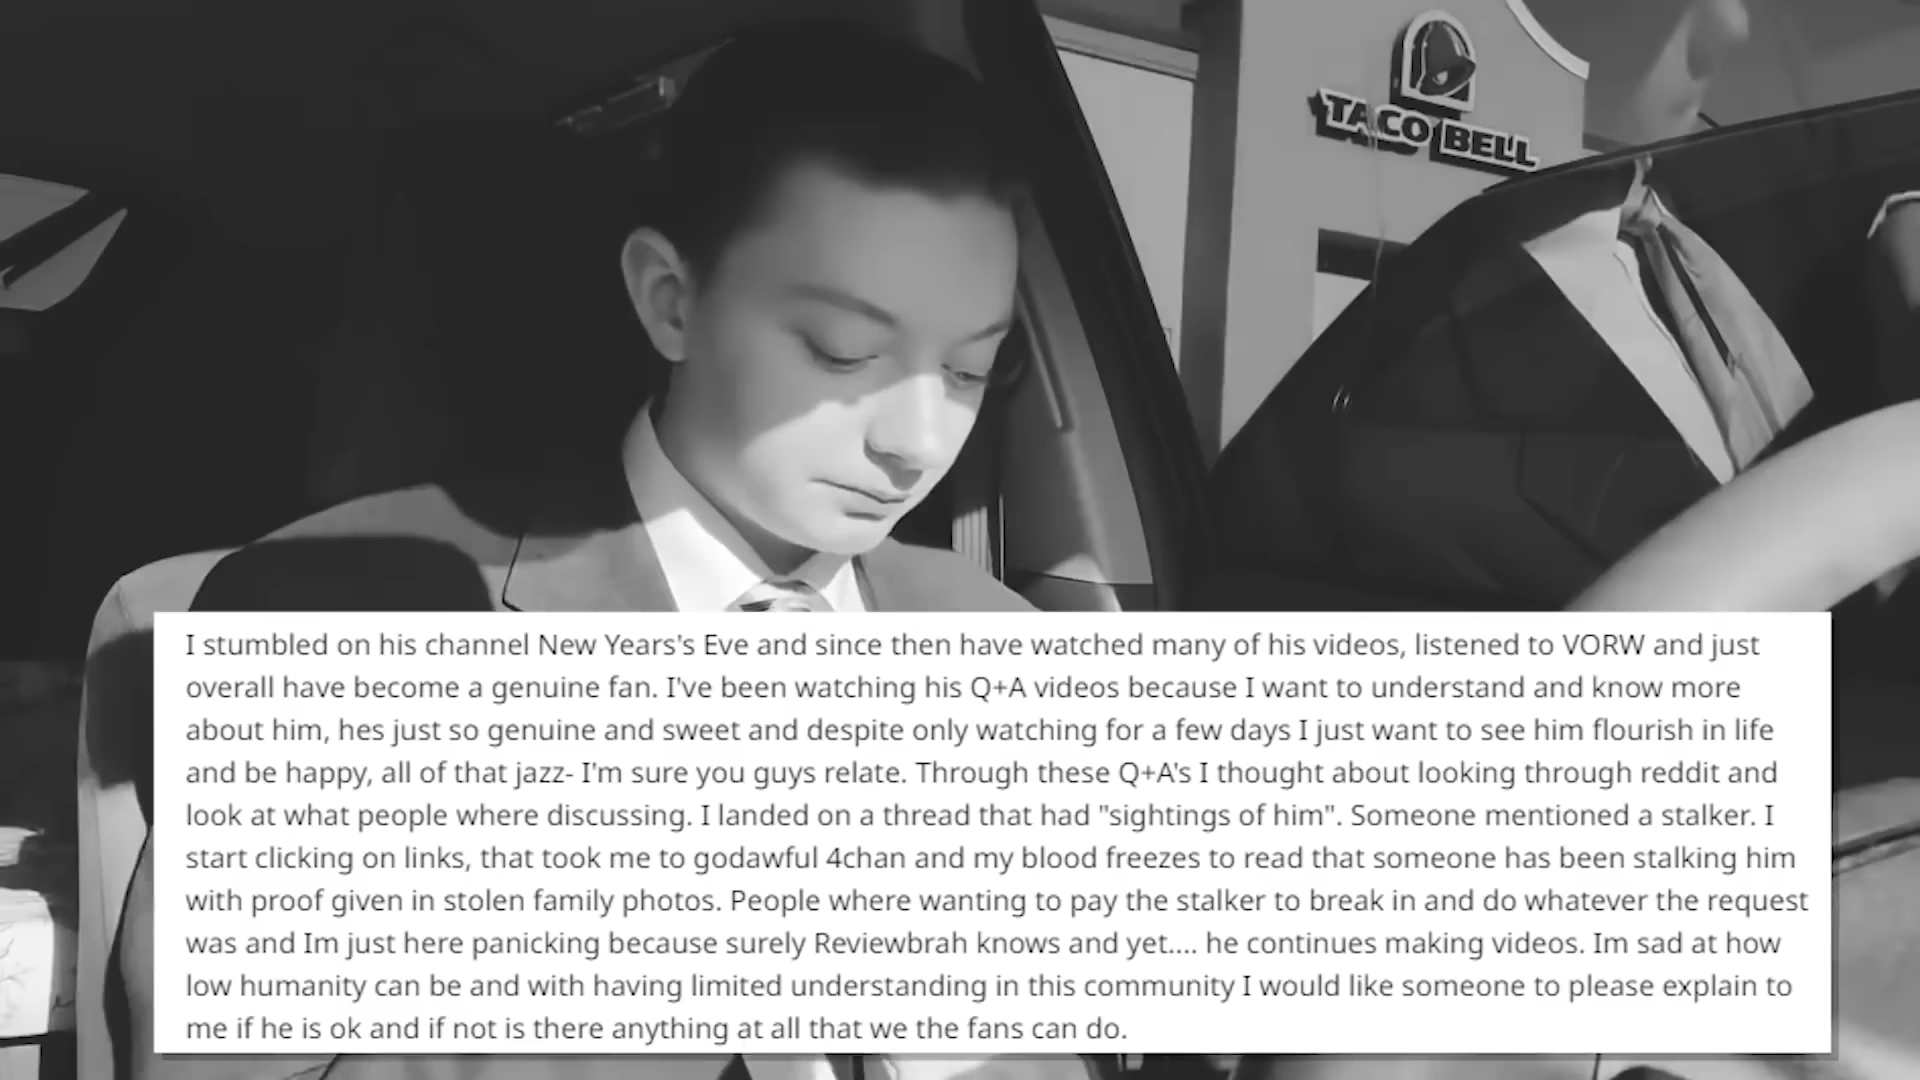 TACO BELL
I stumbled on his channel New Years's Eve and since then have watched many of his videos, listened to VORW and just
overall have become a genuine fan. I've been watching his Q+A videos because I want to understand and know more
about him, hes just so genuine and sweet and despite only watching for a few days I just want to see him flourish in life
and be happy, all of that jazz- I'm sure you guys relate. Through these Q+A's I thought about looking through reddit and
look at what people where discussing. I landed on a thread that had "sightings of him". Someone mentioned a stalker. I
start clicking on links, that took me to godawful 4chan and my blood freezes to read that someone has been stalking him
with proof given in stolen family photos. People where wanting to pay the stalker to break in and do whatever the request
was and Im just here panicking because surely Reviewbrah knows and yet.... he continues making videos. Im sad at how
low humanity can be and with having limited understanding in this community I would like someone to please explain to
me if he is ok and if not is there anything at all that we the fans can do.